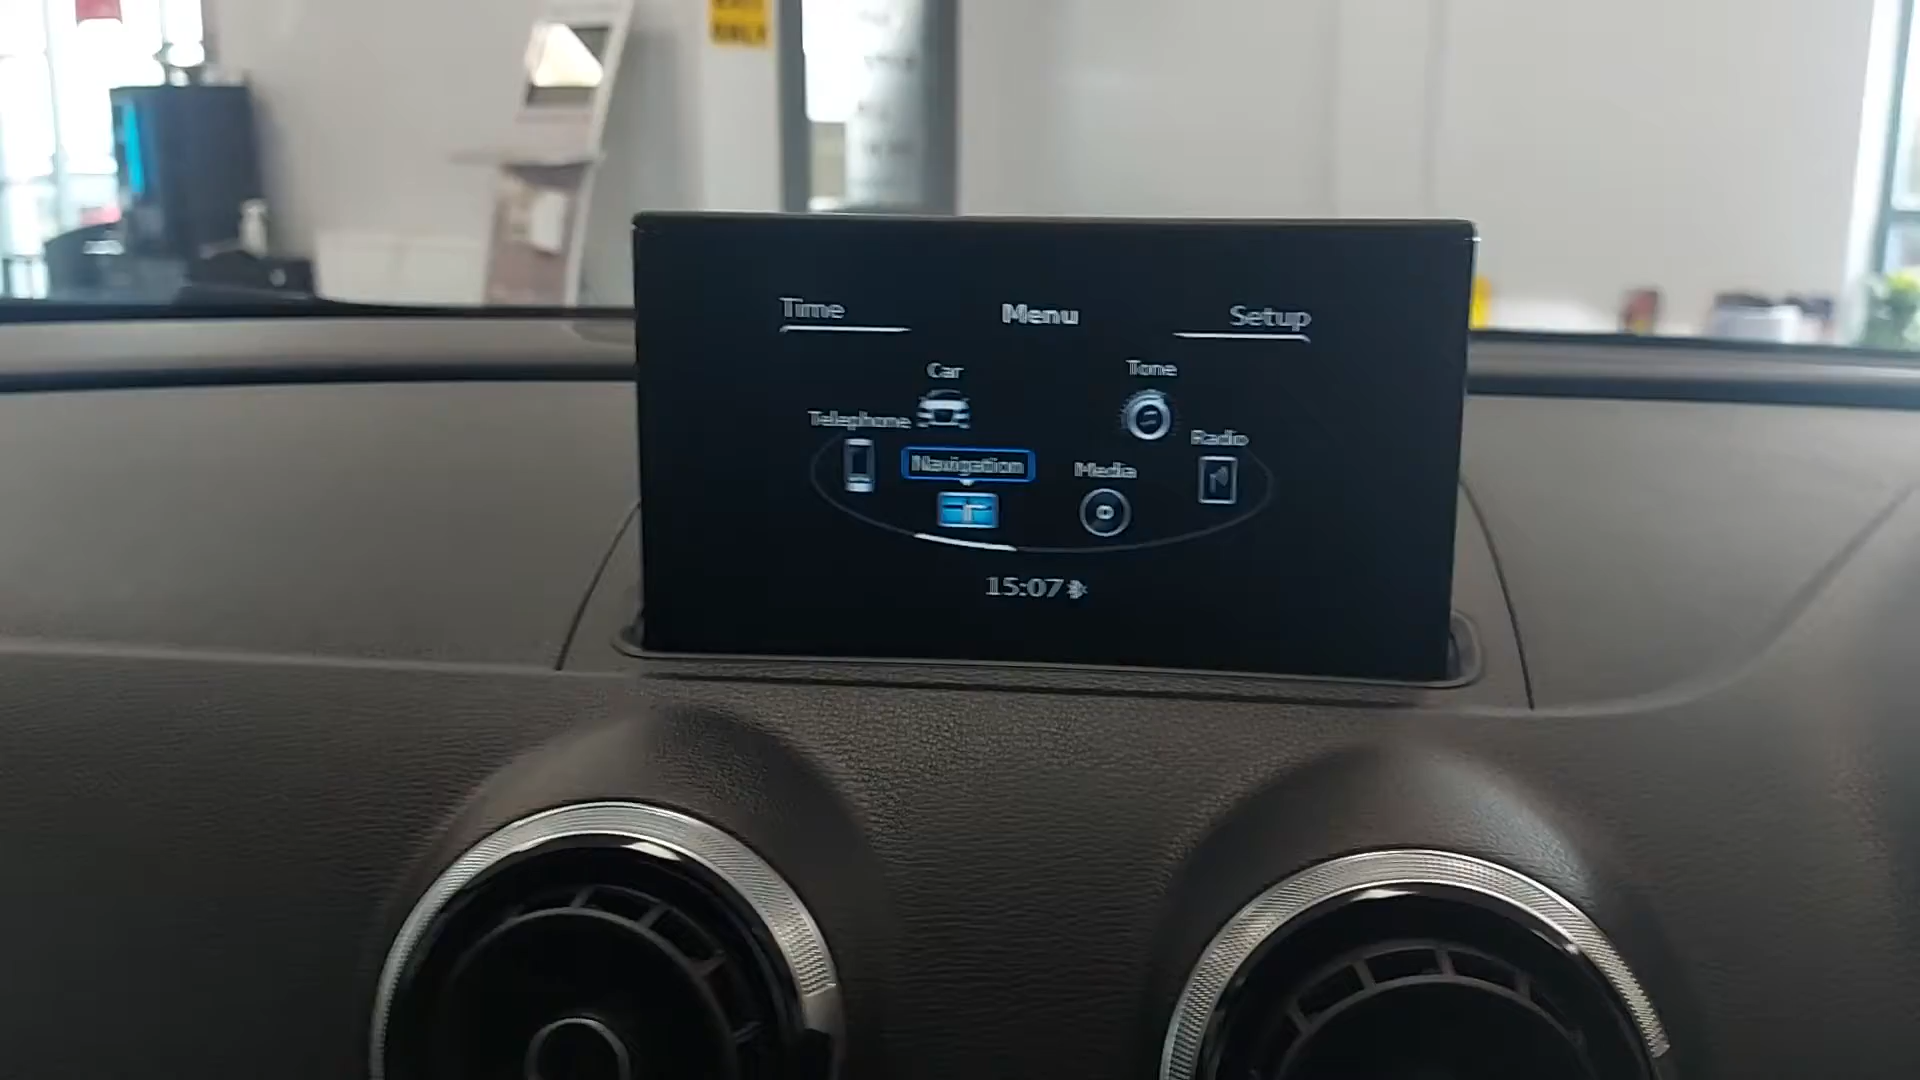 Time
Menu
Setup
Car
Tone
Telephone
Radio
Navigation
Media
15:07